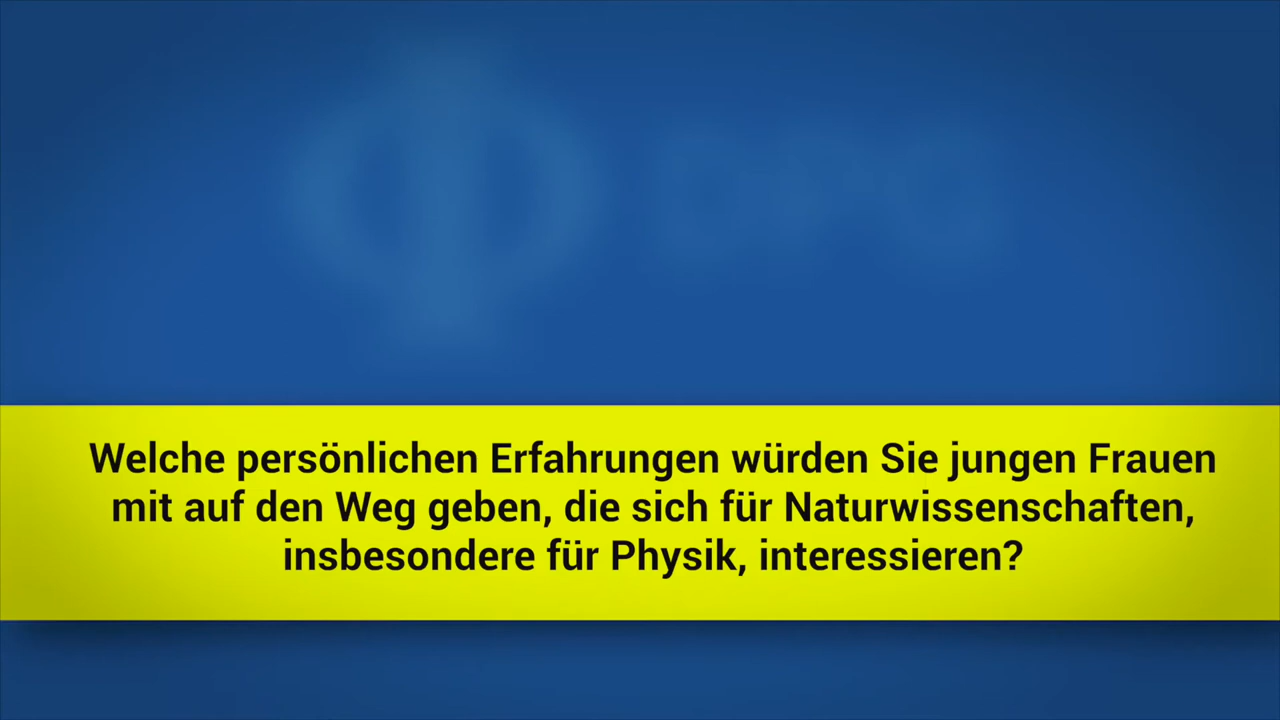 Welche persönlichen Erfahrungen würden Sie jungen Frauen
mit auf den Weg geben, die sich für Naturwissenschaften,
insbesondere für Physik, interessieren?